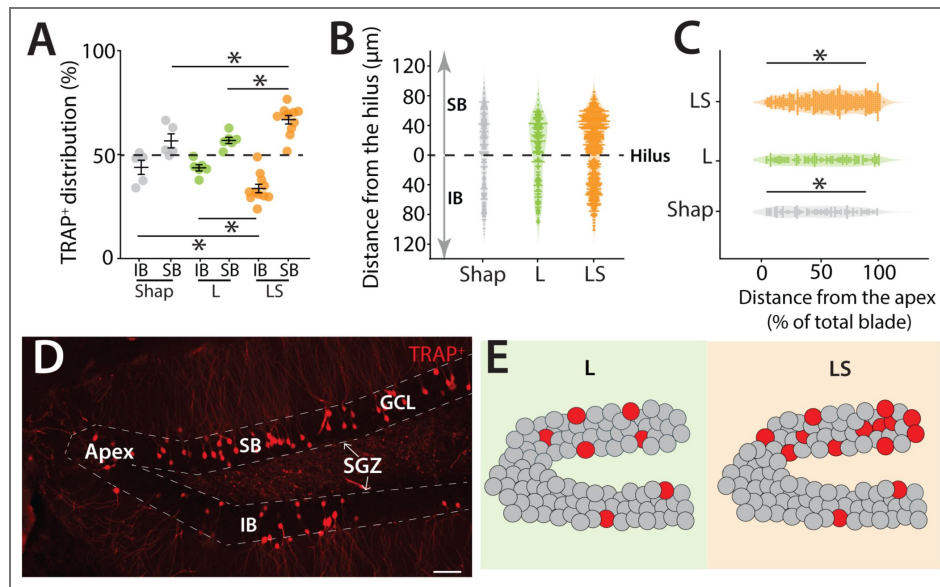 A
TRAP+ distribution (%)
100
50
0
*
*
*
*
IB SB IB SB IB SB
Shap L LS
B
Distance from the hilus (µm)
120
80
40
0
40
80
120
SB
IB
Hilus
Shap L LS
C
*
*
LS
L
Shap
0 50 100
Distance from the apex
(% of total blade)
D
TRAP+
GCL
SB
Apex
SGZ
IB
E
L
LS